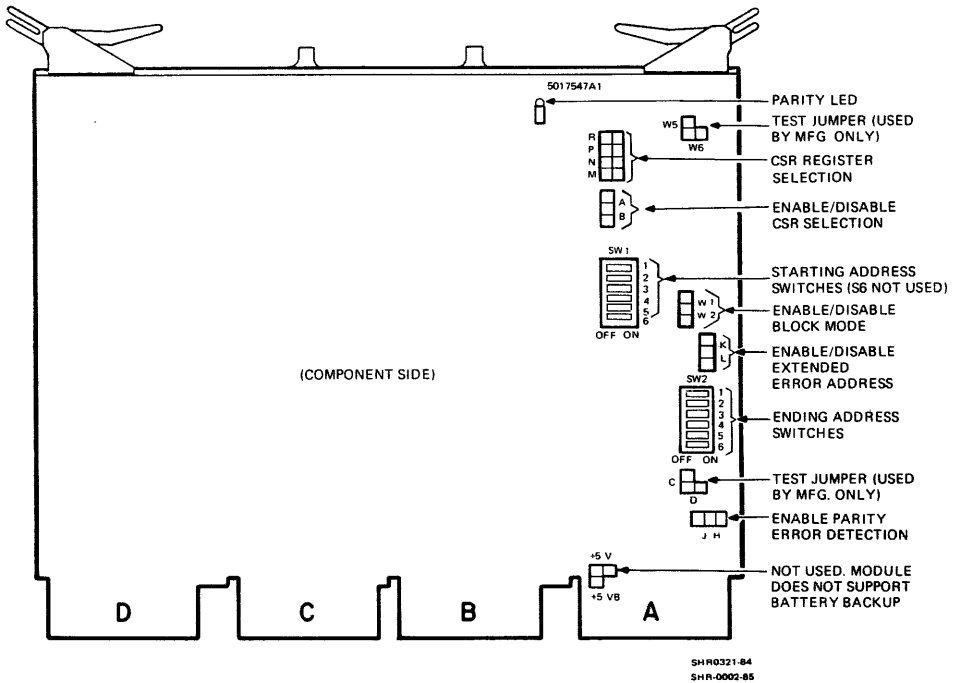 5017547A1
PARITY LED
W5
W6
TEST JUMPER (USED
BY MFG ONLY)
R
P
N
M
CSR REGISTER
SELECTION
A
B
ENABLE/DISABLE
CSR SELECTION
SW1
1
2
3
4
5
6
OFF ON
STARTING ADDRESS
SWITCHES (S6 NOT USED)
W 1
W 2
ENABLE/DISABLE
BLOCK MODE
K
L
ENABLE/DISABLE
EXTENDED
ERROR ADDRESS
(COMPONENT SIDE)
SW2
1
2
3
4
5
6
OFF ON
ENDING ADDRESS
SWITCHES
C
D
TEST JUMPER (USED
BY MFG. ONLY)
J H
ENABLE PARITY
ERROR DETECTION
+5 V
+5 VB
NOT USED. MODULE
DOES NOT SUPPORT
BATTERY BACKUP
D C B A
SHR0321-84
SHR-0002-85